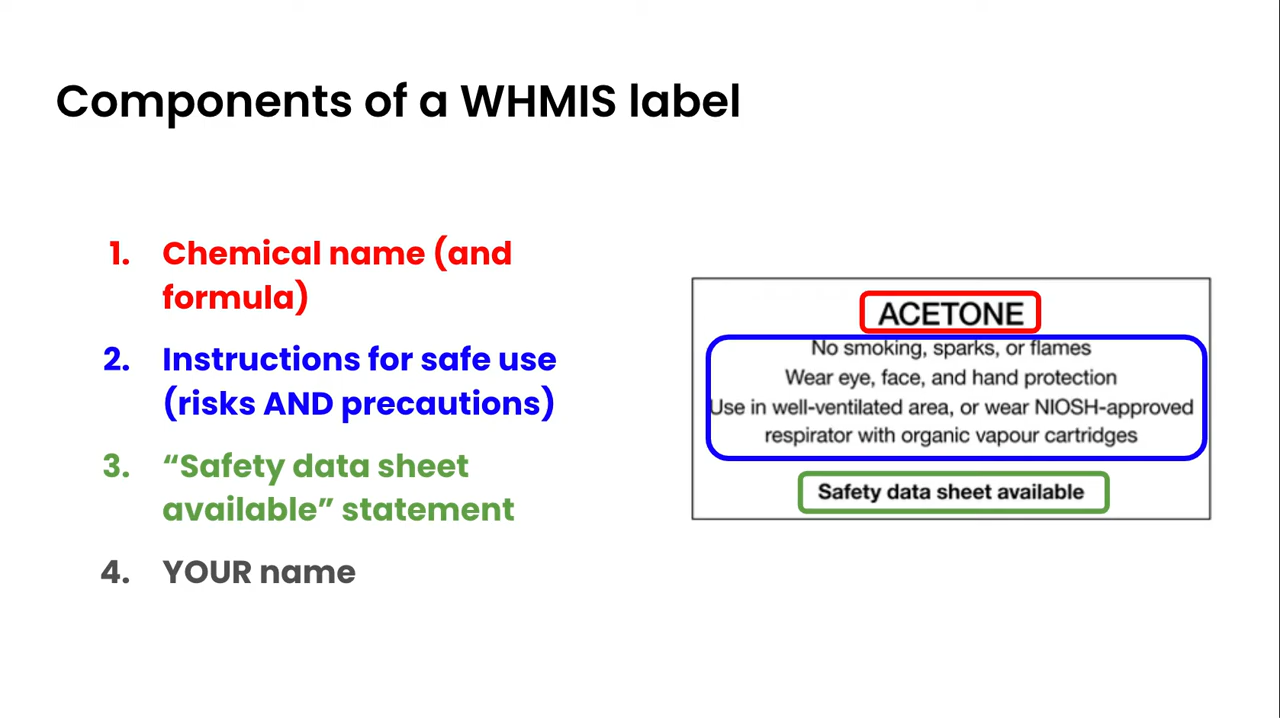 Components of a WHMIS label
1. Chemical name (and
formula)
2. Instructions for safe use
(risks AND precautions)
3. “Safety data sheet
available” statement
4. YOUR name
ACETONE
No smoking, sparks, or flames
Wear eye, face, and hand protection
Use in well-ventilated area, or wear NIOSH-approved
respirator with organic vapour cartridges
Safety data sheet available